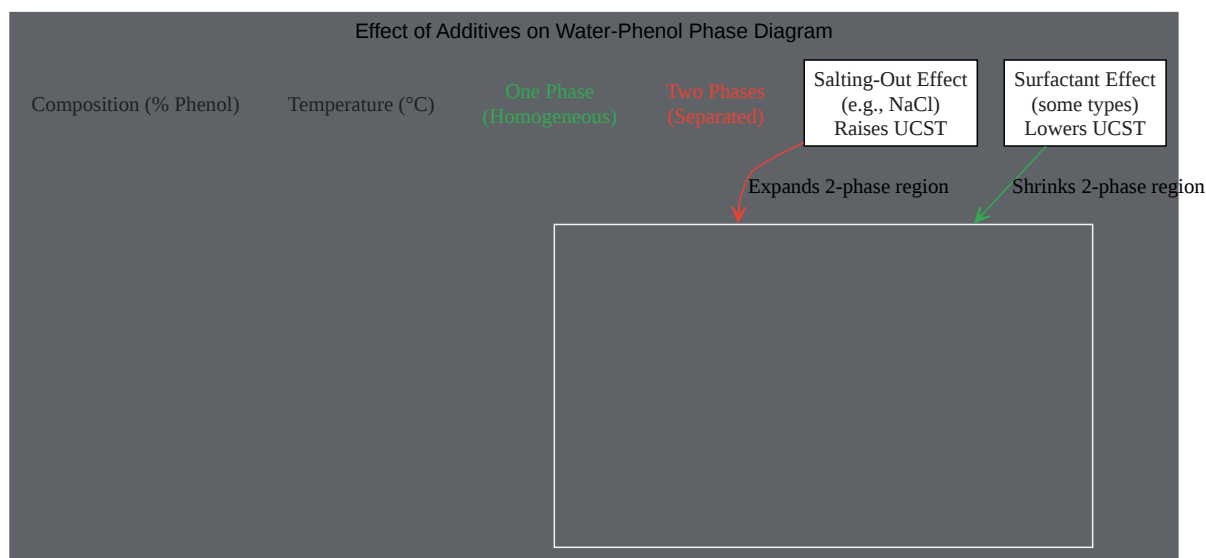 Effect of Additives on Water-Phenol Phase Diagram
Composition (% Phenol)
Temperature (°C)
One Phase
(Homogeneous)
Two Phases
(Separated)
Salting-Out Effect
(e.g., NaCl)
Raises UCST
Surfactant Effect
(some types)
Lowers UCST
Expands 2-phase region
Shrinks 2-phase region